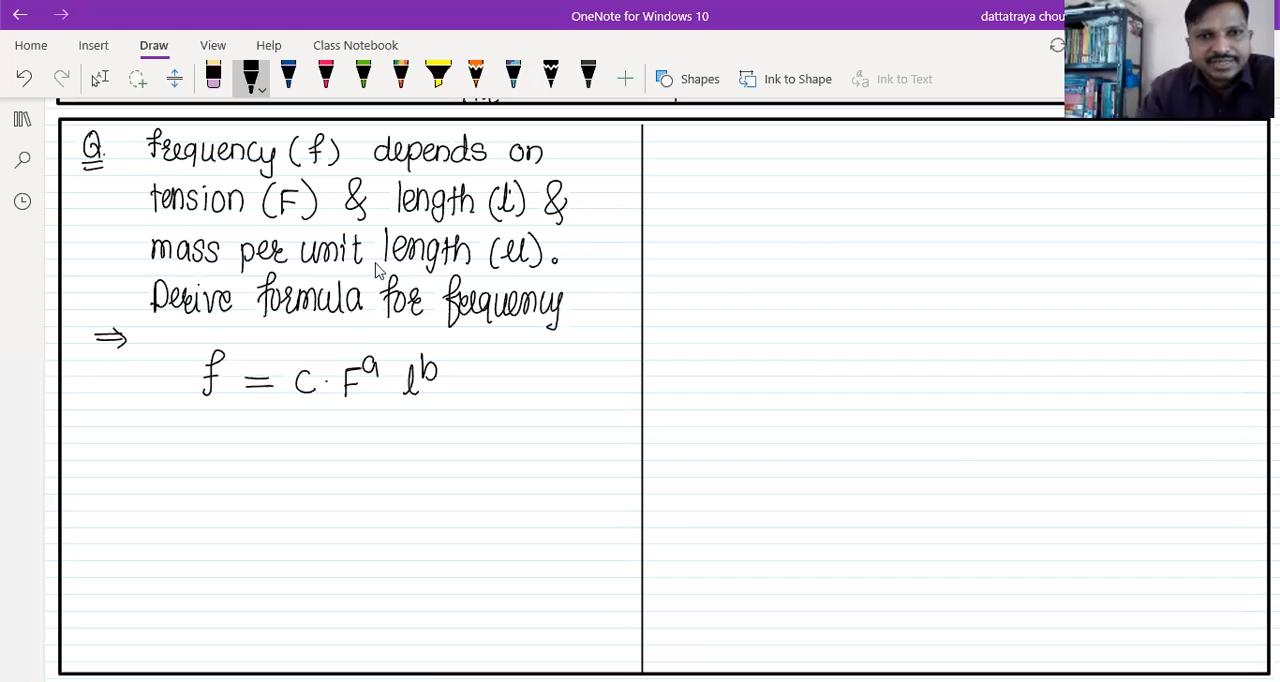 OneNote for Windows 10
dattatraya chou
Home Insert Draw View Help Class Notebook
Shapes Ink to Shape Ink to Text
Q. frequency (f) depends on
tension (F) & length (l) &
mass per unit length (u).
Derive formula for frequency
⇒
f = c · F^a l^b